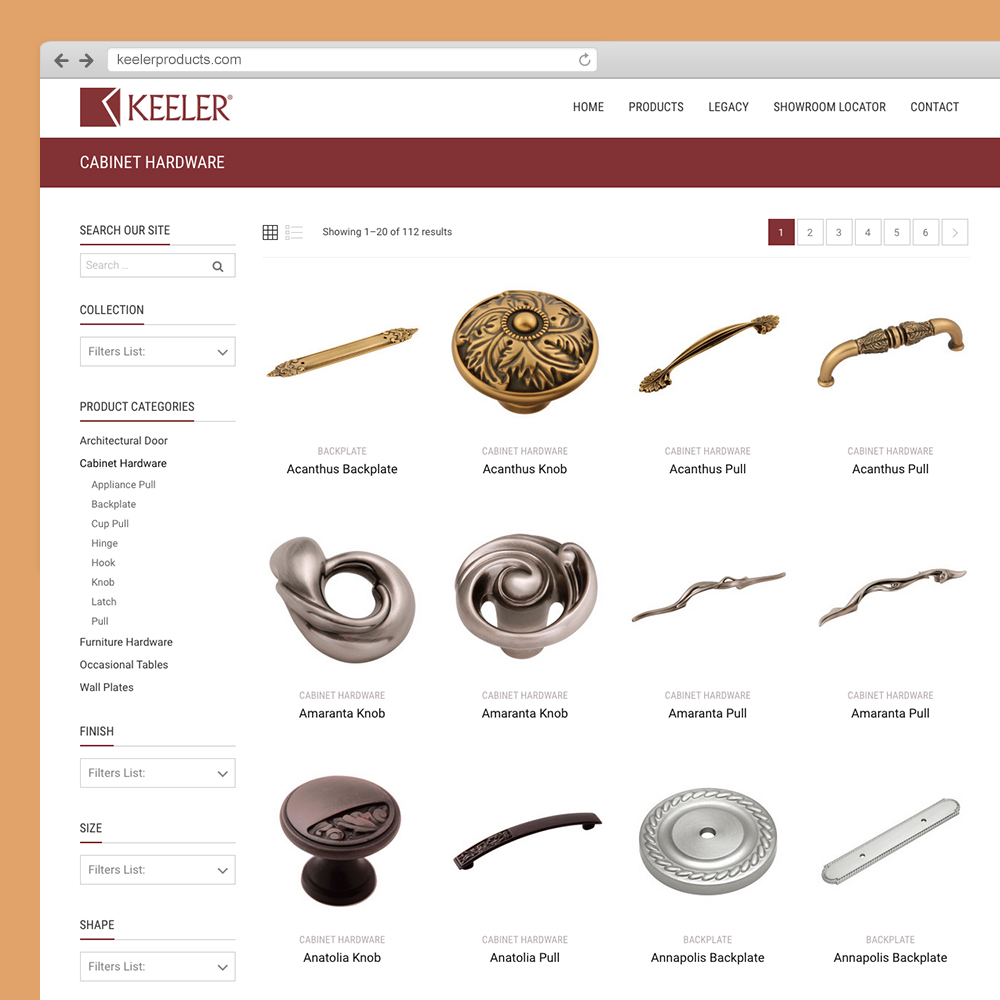 keelerproducts.com
KEELER®
HOME PRODUCTS LEGACY SHOWROOM LOCATOR CONTACT
CABINET HARDWARE
SEARCH OUR SITE
Search ...
COLLECTION
Filters List:
PRODUCT CATEGORIES
Architectural Door
Cabinet Hardware
Appliance Pull
Backplate
Cup Pull
Hinge
Hook
Knob
Latch
Pull
Furniture Hardware
Occasional Tables
Wall Plates
FINISH
Filters List:
SIZE
Filters List:
SHAPE
Filters List:
Showing 1–20 of 112 results
1 2 3 4 5 6
BACKPLATE
Acanthus Backplate
CABINET HARDWARE
Acanthus Knob
CABINET HARDWARE
Acanthus Pull
CABINET HARDWARE
Acanthus Pull
CABINET HARDWARE
Amaranta Knob
CABINET HARDWARE
Amaranta Knob
CABINET HARDWARE
Amaranta Pull
CABINET HARDWARE
Amaranta Pull
CABINET HARDWARE
Anatolia Knob
CABINET HARDWARE
Anatolia Pull
BACKPLATE
Annapolis Backplate
BACKPLATE
Annapolis Backplate